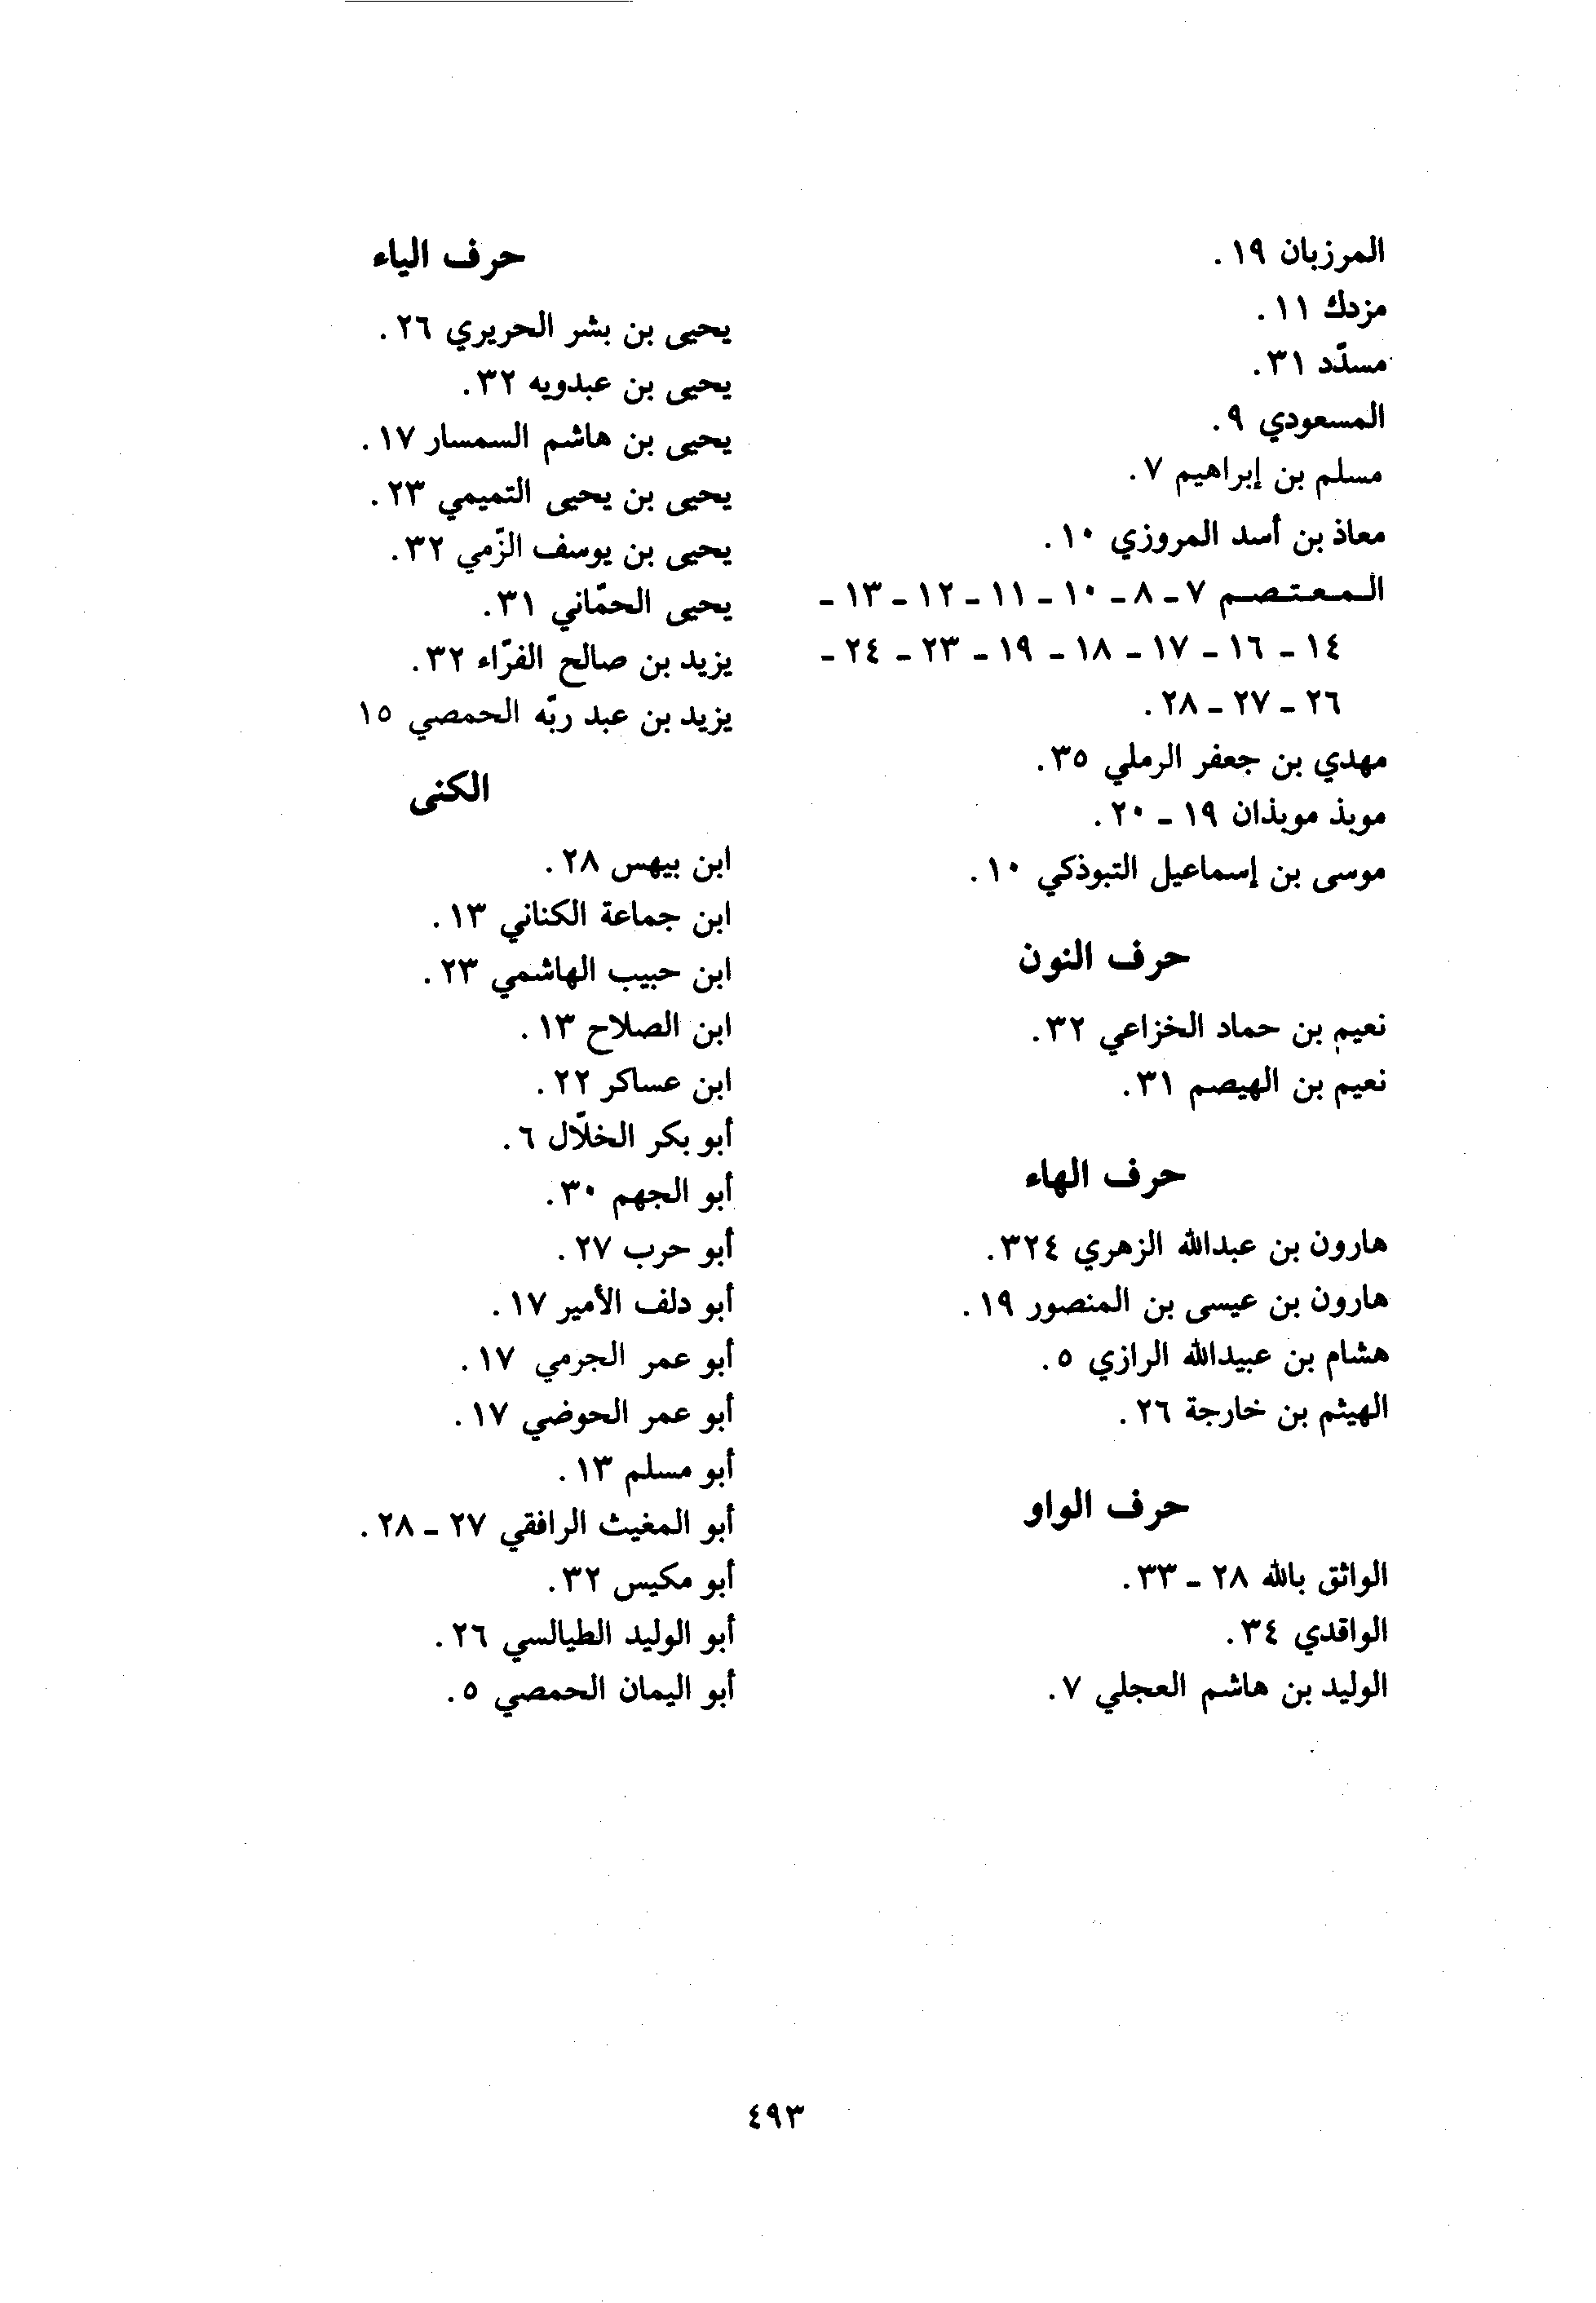 المرزبان ١٩.
مزدك ١١.
مسدّد ٣١.
المسعودي ٩.
مسلم بن إبراهيم ٧.
معاذ بن أسد المروزي ١٠.
المعتصم ٧ ـ ٨ ـ ١٠ ـ ١١ ـ ١٢ ـ ١٣ ـ
١٤ ـ ١٦ ـ ١٧ ـ ١٨ ـ ١٩ ـ ٢٣ ـ ٢٤ ـ
٢٦ ـ ٢٧ ـ ٢٨.
مهدي بن جعفر الرملي ٣٥.
موبذ موبذان ١٩ ـ ٢٠.
موسى بن إسماعيل التبوذكي ١٠.
حرف النون
نعيم بن حماد الخزاعي ٣٢.
نعيم بن الهيصم ٣١.
حرف الهاء
هارون بن عبدالله الزهري ٣٢٤.
هارون بن عيسى بن المنصور ١٩.
هشام بن عبيدالله الرازي ٥.
الهيثم بن خارجة ٢٦.
حرف الواو
الواثق بالله ٢٨ ـ ٣٣.
الواقدي ٣٤.
الوليد بن هاشم العجلي ٧.
حرف الياء
يحيى بن بشر الحريري ٢٦.
يحيى بن عبدويه ٣٢.
يحيى بن هاشم السمسار ١٧.
يحيى بن يحيى التميمي ٢٣.
يحيى بن يوسف الزّمي ٣٢.
يحيى الحمّاني ٣١.
يزيد بن صالح الفرّاء ٣٢.
يزيد بن عبد ربّه الحمصي ١٥
الكنى
ابن بيهس ٢٨.
ابن جماعة الكناني ١٣.
ابن حبيب الهاشمي ٢٣.
ابن الصلاح ١٣.
ابن عساكر ٢٢.
أبو بكر الخلّال ٦.
أبو الجهم ٣٠.
أبو حرب ٢٧.
أبو دلف الأمير ١٧.
أبو عمر الجرمي ١٧.
أبو عمر الحوضي ١٧.
أبو مسلم ١٣.
أبو المغيث الرافقي ٢٧ ـ ٢٨.
أبو مكيس ٣٢.
أبو الوليد الطيالسي ٢٦.
أبو اليمان الحمصي ٥.
٤٩٣